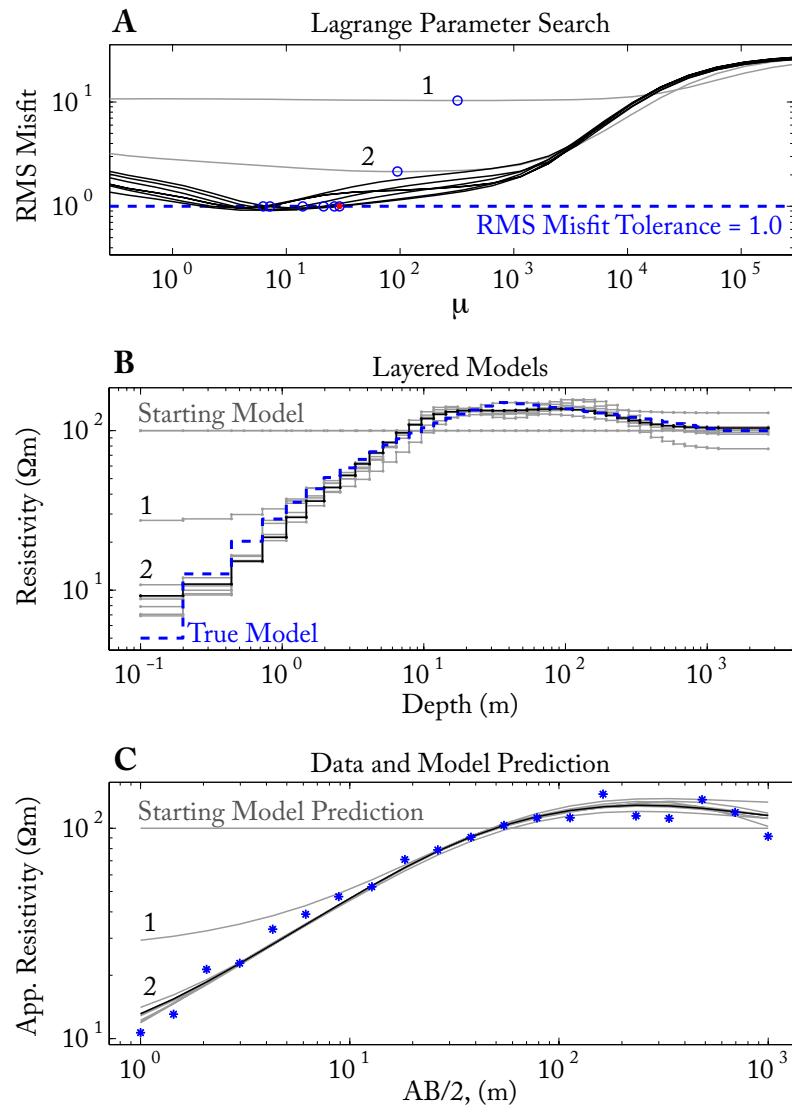 A
Lagrange Parameter Search
RMS Misfit
10^1
10^0
1
2
RMS Misfit Tolerance = 1.0
10^0
10^1
10^2
10^3
10^4
10^5
μ
B
Layered Models
Resistivity (Ωm)
10^2
10^1
Starting Model
1
2
True Model
10^−1
10^0
10^1
10^2
10^3
Depth (m)
C
Data and Model Prediction
App. Resistivity (Ωm)
10^2
10^1
Starting Model Prediction
1
2
10^0
10^1
10^2
10^3
AB/2, (m)